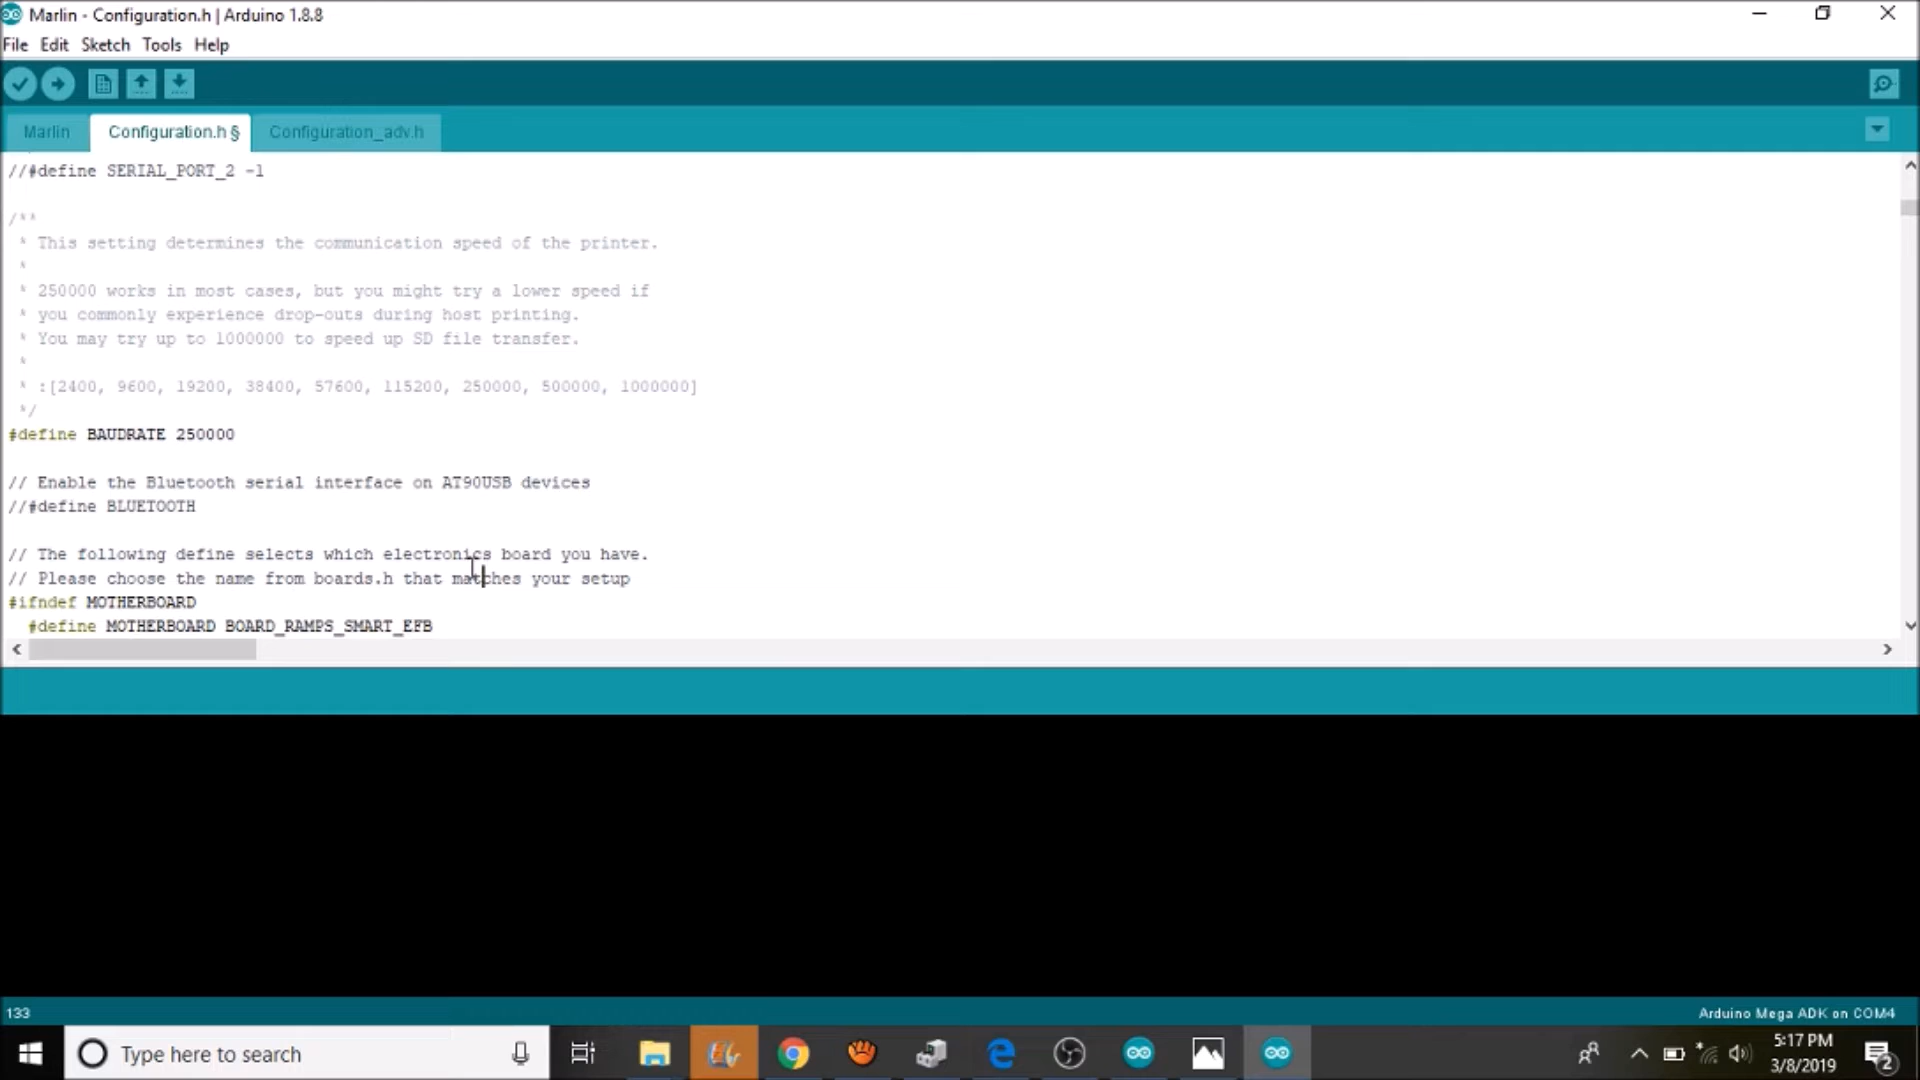 Marlin - Configuration.h | Arduino 1.8.8
File Edit Sketch Tools Help
Marlin Configuration.h § Configuration_adv.h
//#define SERIAL_PORT_2 -1
/**
* This setting determines the communication speed of the printer.
*
* 250000 works in most cases, but you might try a lower speed if
* you commonly experience drop-outs during host printing.
* You may try up to 1000000 to speed up SD file transfer.
*
* :[2400, 9600, 19200, 38400, 57600, 115200, 250000, 500000, 1000000]
*/
#define BAUDRATE 250000
// Enable the Bluetooth serial interface on AT90USB devices
//#define BLUETOOTH
// The following define selects which electronics board you have.
// Please choose the name from boards.h that matches your setup
#ifndef MOTHERBOARD
#define MOTHERBOARD BOARD_RAMPS_SMART_EFB
133
Arduino Mega ADK on COM4
Type here to search
5:17 PM
3/8/2019
2